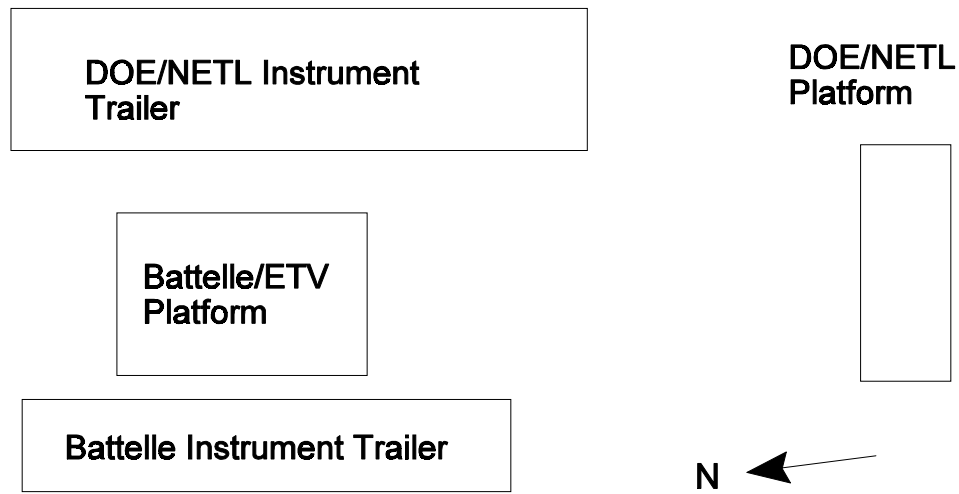 DOE/NETL Instrument
Trailer
DOE/NETL
Platform
Battelle/ETV
Platform
Battelle Instrument Trailer
N